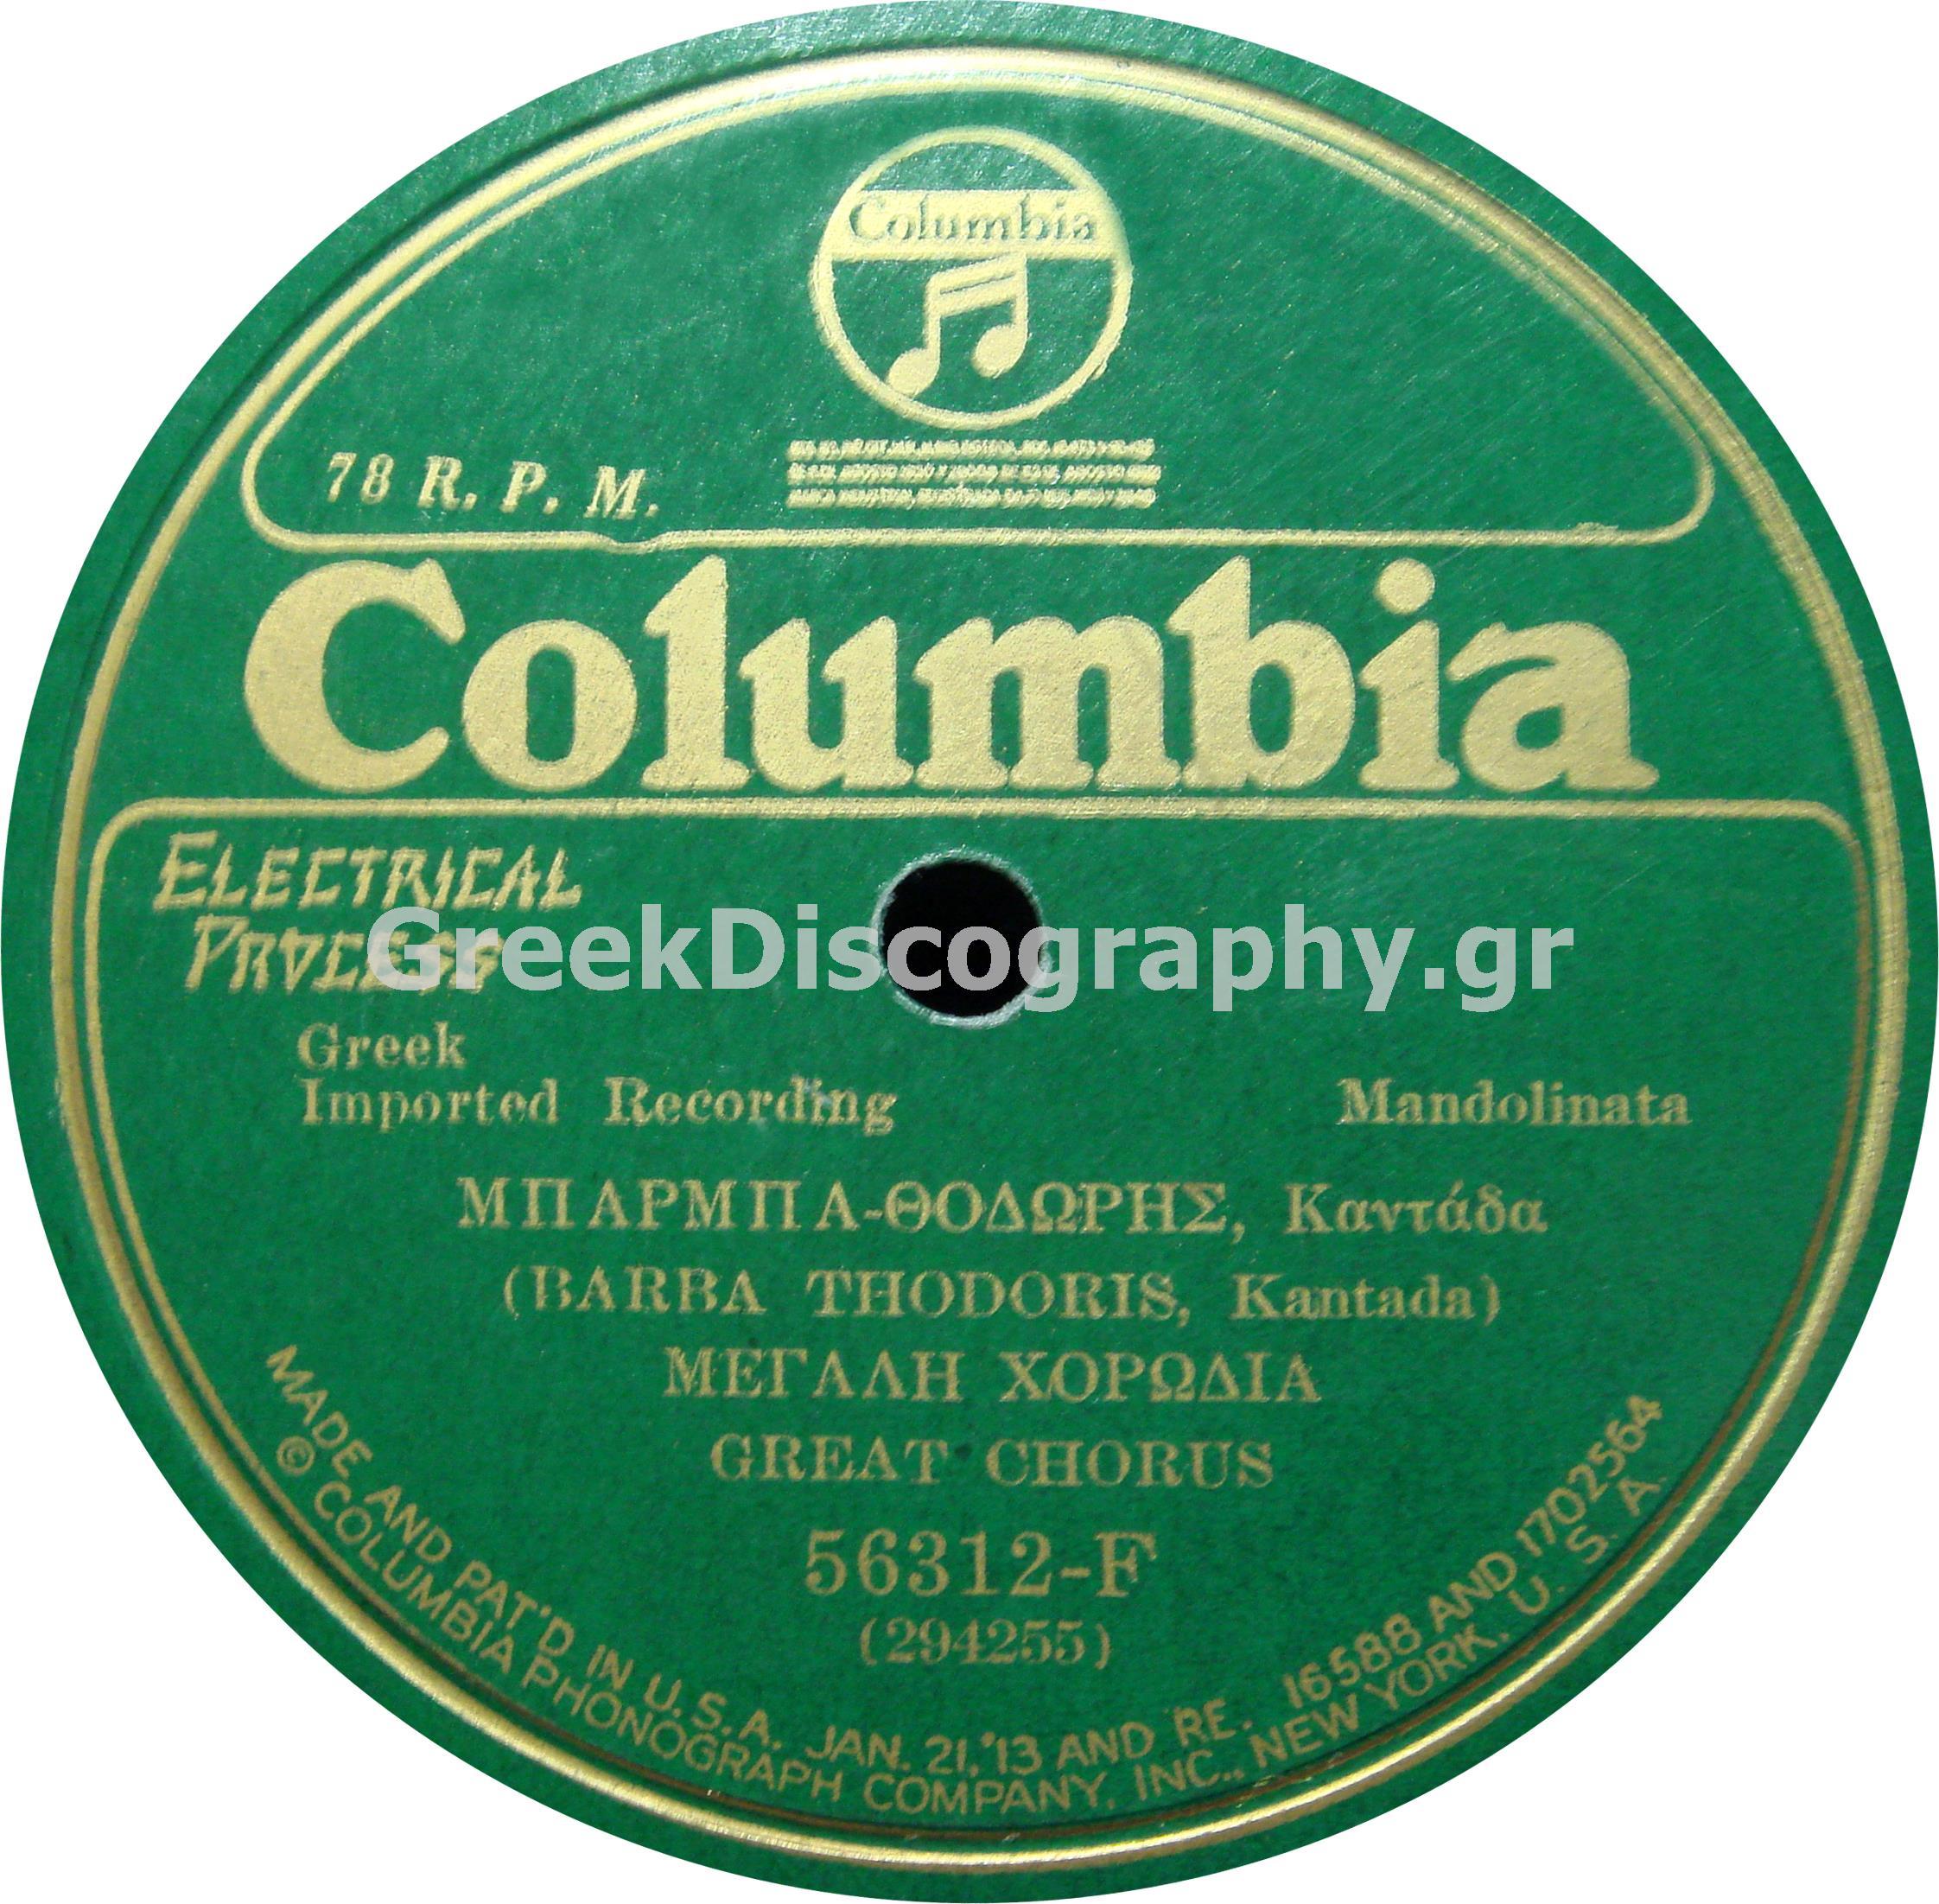 Columbia
78 R. P. M.
Columbia
ELECTRICAL
PROCESS
GreekDiscography.gr
Greek
Imported Recording
Mandolinata
ΜΠΑΡΜΠΑ-ΘΟΔΩΡΗΣ, Καντάδα
(BARBA THODORIS, Kantada)
ΜΕΓΑΛΗ ΧΟΡΩΔΙΑ
GREAT CHORUS
56312-F
(294255)
MADE AND PAT'D IN U.S.A. JAN. 21, '13 AND RE. 16588 AND 1702564
© COLUMBIA PHONOGRAPH COMPANY, INC., NEW YORK, U. S. A.